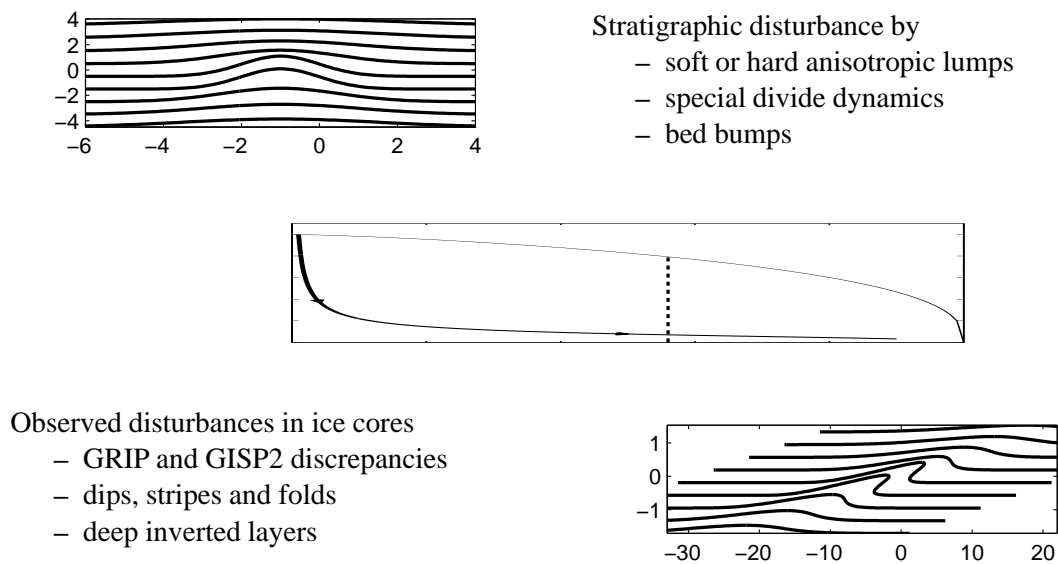 4
2
0
−2
−4
−6 −4 −2 0 2 4
Stratigraphic disturbance by
– soft or hard anisotropic lumps
– special divide dynamics
– bed bumps
Observed disturbances in ice cores
– GRIP and GISP2 discrepancies
– dips, stripes and folds
– deep inverted layers
1
0
−1
−30 −20 −10 0 10 20